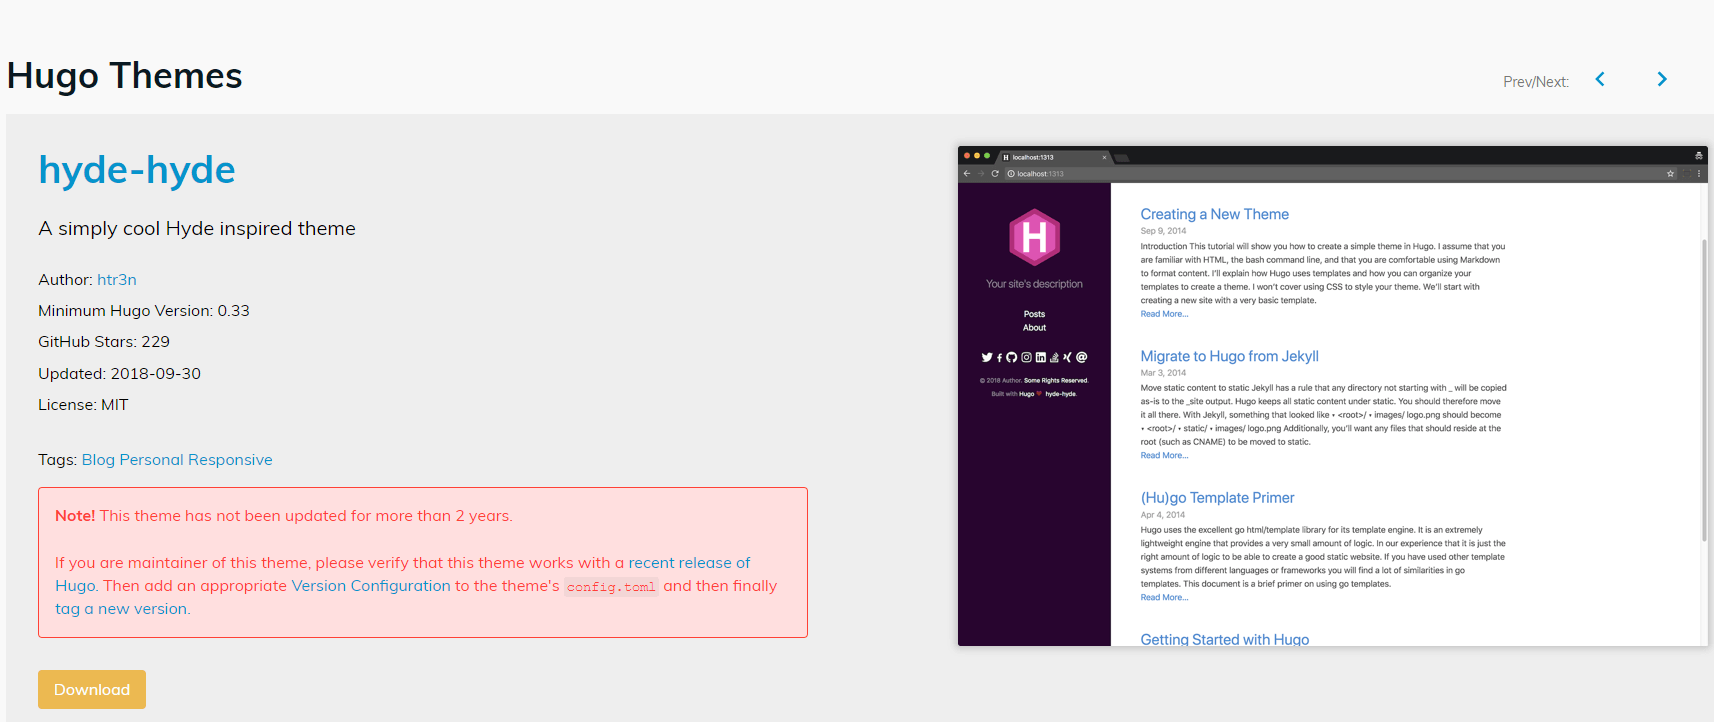 Hugo Themes
Prev/Next:
hyde-hyde
A simply cool Hyde inspired theme
Author: htr3n
Minimum Hugo Version: 0.33
GitHub Stars: 229
Updated: 2018-09-30
License: MIT
Tags: Blog Personal Responsive
Note! This theme has not been updated for more than 2 years.
If you are maintainer of this theme, please verify that this theme works with a recent release of
Hugo. Then add an appropriate Version Configuration to the theme's config.toml and then finally
tag a new version.
Download
H localhost:1313
localhost:1313
H
Your site's description
Posts
About
© 2018 Author. Some Rights Reserved.
Built with Hugo ❤ hyde-hyde.
Creating a New Theme
Sep 9, 2014
Introduction This tutorial will show you how to create a simple theme in Hugo. I assume that you
are familiar with HTML, the bash command line, and that you are comfortable using Markdown
to format content. I'll explain how Hugo uses templates and how you can organize your
templates to create a theme. I won't cover using CSS to style your theme. We'll start with
creating a new site with a very basic template.
Read More...
Migrate to Hugo from Jekyll
Mar 3, 2014
Move static content to static Jekyll has a rule that any directory not starting with _ will be copied
as-is to the _site output. Hugo keeps all static content under static. You should therefore move
it all there. With Jekyll, something that looked like ▾ <root>/ ▾ images/ logo.png should become
▾ <root>/ ▾ static/ ▾ images/ logo.png Additionally, you'll want any files that should reside at the
root (such as CNAME) to be moved to static.
Read More...
(Hu)go Template Primer
Apr 4, 2014
Hugo uses the excellent go html/template library for its template engine. It is an extremely
lightweight engine that provides a very small amount of logic. In our experience that it is just the
right amount of logic to be able to create a good static website. If you have used other template
systems from different languages or frameworks you will find a lot of similarities in go
templates. This document is a brief primer on using go templates.
Read More...
Getting Started with Hugo